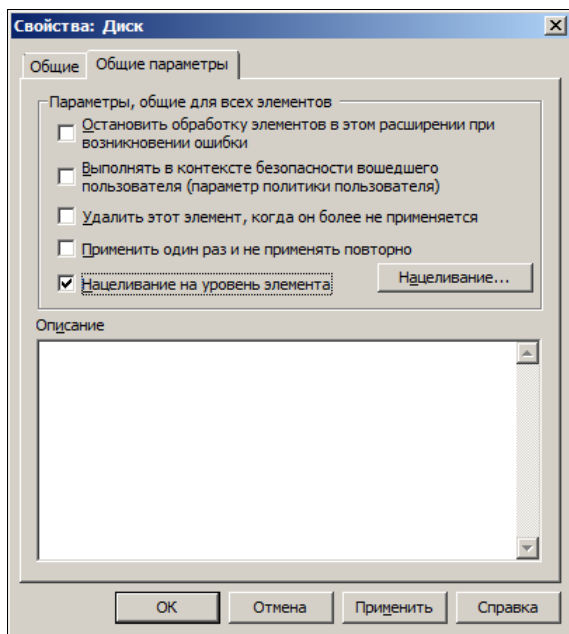 Свойства: Диск
Общие
Общие параметры
Параметры, общие для всех элементов
Остановить обработку элементов в этом расширении при
возникновении ошибки
Выполнять в контексте безопасности вошедшего
пользователя (параметр политики пользователя)
Удалить этот элемент, когда он более не применяется
Применить один раз и не применять повторно
Нацеливание на уровень элемента
Нацеливание...
Описание
ОК
Отмена
Применить
Справка